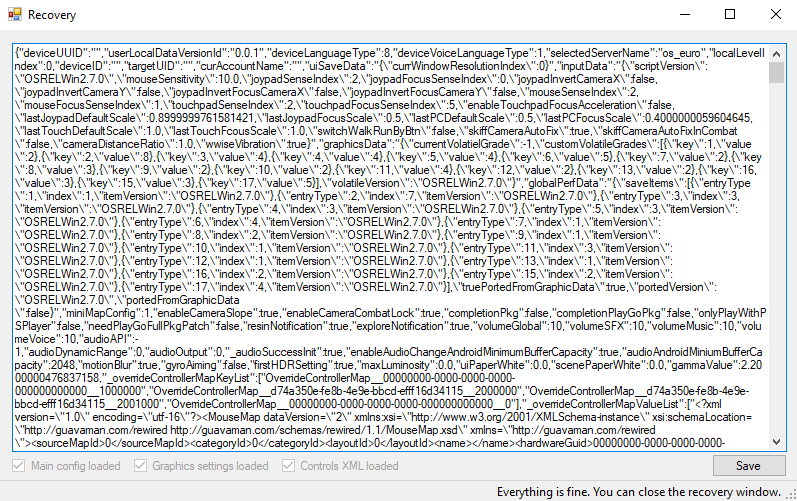 Recovery
{"deviceUUID":"","userLocalDataVersionId":"0.0.1","deviceLanguageType":8,"deviceVoiceLanguageType":1,"selectedServerName":"os_euro","localLevelI
ndex":0,"deviceID":"","targetUID":"","curAccountName":"","uiSaveData":"{\"currWindowResolutionIndex\":0}","inputData":"{\"scriptVersion\":
\"OSRELWin2.7.0\",\"mouseSensitivity\":10.0,\"joypadSenseIndex\":2,\"joypadFocusSenseIndex\":0,\"joypadInvertCameraX\":false,
\"joypadInvertCameraY\":false,\"joypadInvertFocusCameraX\":false,\"joypadInvertFocusCameraY\":false,\"mouseSenseIndex\":2,
\"mouseFocusSenseIndex\":1,\"touchpadSenseIndex\":2,\"touchpadFocusSenseIndex\":5,\"enableTouchpadFocusAcceleration\":false,
\"lastJoypadDefaultScale\":0.8999999761581421,\"lastJoypadFocusScale\":0.5,\"lastPCDefaultScale\":0.5,\"lastPCFocusScale\":0.4000000059604645,
\"lastTouchDefaultScale\":1.0,\"lastTouchFcousScale\":1.0,\"switchWalkRunByBtn\":false,\"skiffCameraAutoFix\":true,\"skiffCameraAutoFixInCombat
\":false,\"cameraDistanceRatio\":1.0,\"wwiseVibration\":true}","graphicsData":"{\"currentVolatielGrade\":-1,\"customVolatileGrades\":[{\"key\":1,\"value
\":2},{\"key\":2,\"value\":8},{\"key\":3,\"value\":4},{\"key\":4,\"value\":4},{\"key\":5,\"value\":4},{\"key\":6,\"value\":5},{\"key\":7,\"value\":2},{\"key
\":8,\"value\":3},{\"key\":9,\"value\":2},{\"key\":10,\"value\":2},{\"key\":11,\"value\":4},{\"key\":12,\"value\":2},{\"key\":13,\"value\":2},{\"key\":16,
\"value\":3},{\"key\":15,\"value\":3},{\"key\":17,\"value\":5}],\"volatileVersion\":\"OSRELWin2.7.0\"}","globalPerfData":"{\"saveItems\":[{\"entryType
\":1,\"index\":1,\"itemVersion\":\"OSRELWin2.7.0\"},{\"entryType\":2,\"index\":7,\"itemVersion\":\"OSRELWin2.7.0\"},{\"entryType\":3,\"index\":3,
\"itemVersion\":\"OSRELWin2.7.0\"},{\"entryType\":4,\"index\":3,\"itemVersion\":\"OSRELWin2.7.0\"},{\"entryType\":5,\"index\":3,\"itemVersion\":
\"OSRELWin2.7.0\"},{\"entryType\":6,\"index\":4,\"itemVersion\":\"OSRELWin2.7.0\"},{\"entryType\":7,\"index\":1,\"itemVersion\":
\"OSRELWin2.7.0\"},{\"entryType\":8,\"index\":2,\"itemVersion\":\"OSRELWin2.7.0\"},{\"entryType\":9,\"index\":1,\"itemVersion\":
\"OSRELWin2.7.0\"},{\"entryType\":10,\"index\":1,\"itemVersion\":\"OSRELWin2.7.0\"},{\"entryType\":11,\"index\":3,\"itemVersion\":
\"OSRELWin2.7.0\"},{\"entryType\":12,\"index\":1,\"itemVersion\":\"OSRELWin2.7.0\"},{\"entryType\":13,\"index\":1,\"itemVersion\":
\"OSRELWin2.7.0\"},{\"entryType\":16,\"index\":2,\"itemVersion\":\"OSRELWin2.7.0\"},{\"entryType\":15,\"index\":2,\"itemVersion\":
\"OSRELWin2.7.0\"},{\"entryType\":17,\"index\":4,\"itemVersion\":\"OSRELWin2.7.0\"}],\"truePortedFromGraphicData\":true,\"portedVersion\":
\"OSRELWin2.7.0\",\"portedFromGraphicData
\":false}","miniMapConfig":1,"enableCameraSlope":true,"enableCameraCombatLock":true,"completionPkg":false,"completionPlayGoPkg":false,"onlyPlayWithP
SPlayer":false,"needPlayGoFullPkgPatch":false,"resinNotification":true,"exploreNotification":true,"volumeGlobal":10,"volumeSFX":10,"volumeMusic":10,"vo
lumeVoice":10,"audioAPI":-
1,"audioDynamicRange":0,"audioOutput":0,"_audioSuccessInit":true,"enableAudioChangeAndroidMinimumBufferCapacity":true,"audioAndroidMiniumBufferCa
pacity":2048,"motionBlur":true,"gyroAiming":false,"firstHDRSetting":true,"maxLuminosity":0.0,"uiPaperWhite":0.0,"scenePaperWhite":0.0,"gammaValue":2.20
0000047683​7158,"_overrideControllerMapKeyList":["OverrideControllerMap__00000000-0000-0000-0000-
000000000000__1000000","OverrideControllerMap__d74a350e-fe8b-4e9e-bbcd-efff16d34115__2000000","OverrideControllerMap__d74a350e-fe8b-4e9e-
bbcd-efff16d34115__2001000","OverrideControllerMap__00000000-0000-0000-0000-000000000000__0"],"_overrideControllerMapValueList":["<?xml
version=\"1.0\" encoding=\"utf-16\"?><MouseMap dataVersion=\"2\" xmlns:xsi=\"http://www.w3.org/2001/XMLSchema-instance\" xsi:schemaLocation=
\"http://guavaman.com/rewired http://guavaman.com/schemas/rewired/1.1/MouseMap.xsd\" xmlns=\"http://guavaman.com/rewired
\"><sourceMapId>0</sourceMapId><categoryId>0</categoryId><layoutId>0</layoutId><name></name><hardwareGuid>00000000-0000-0000-0000-
Main config loaded Graphics settings loaded Controls XML loaded Save
Everything is fine. You can close the recovery window.